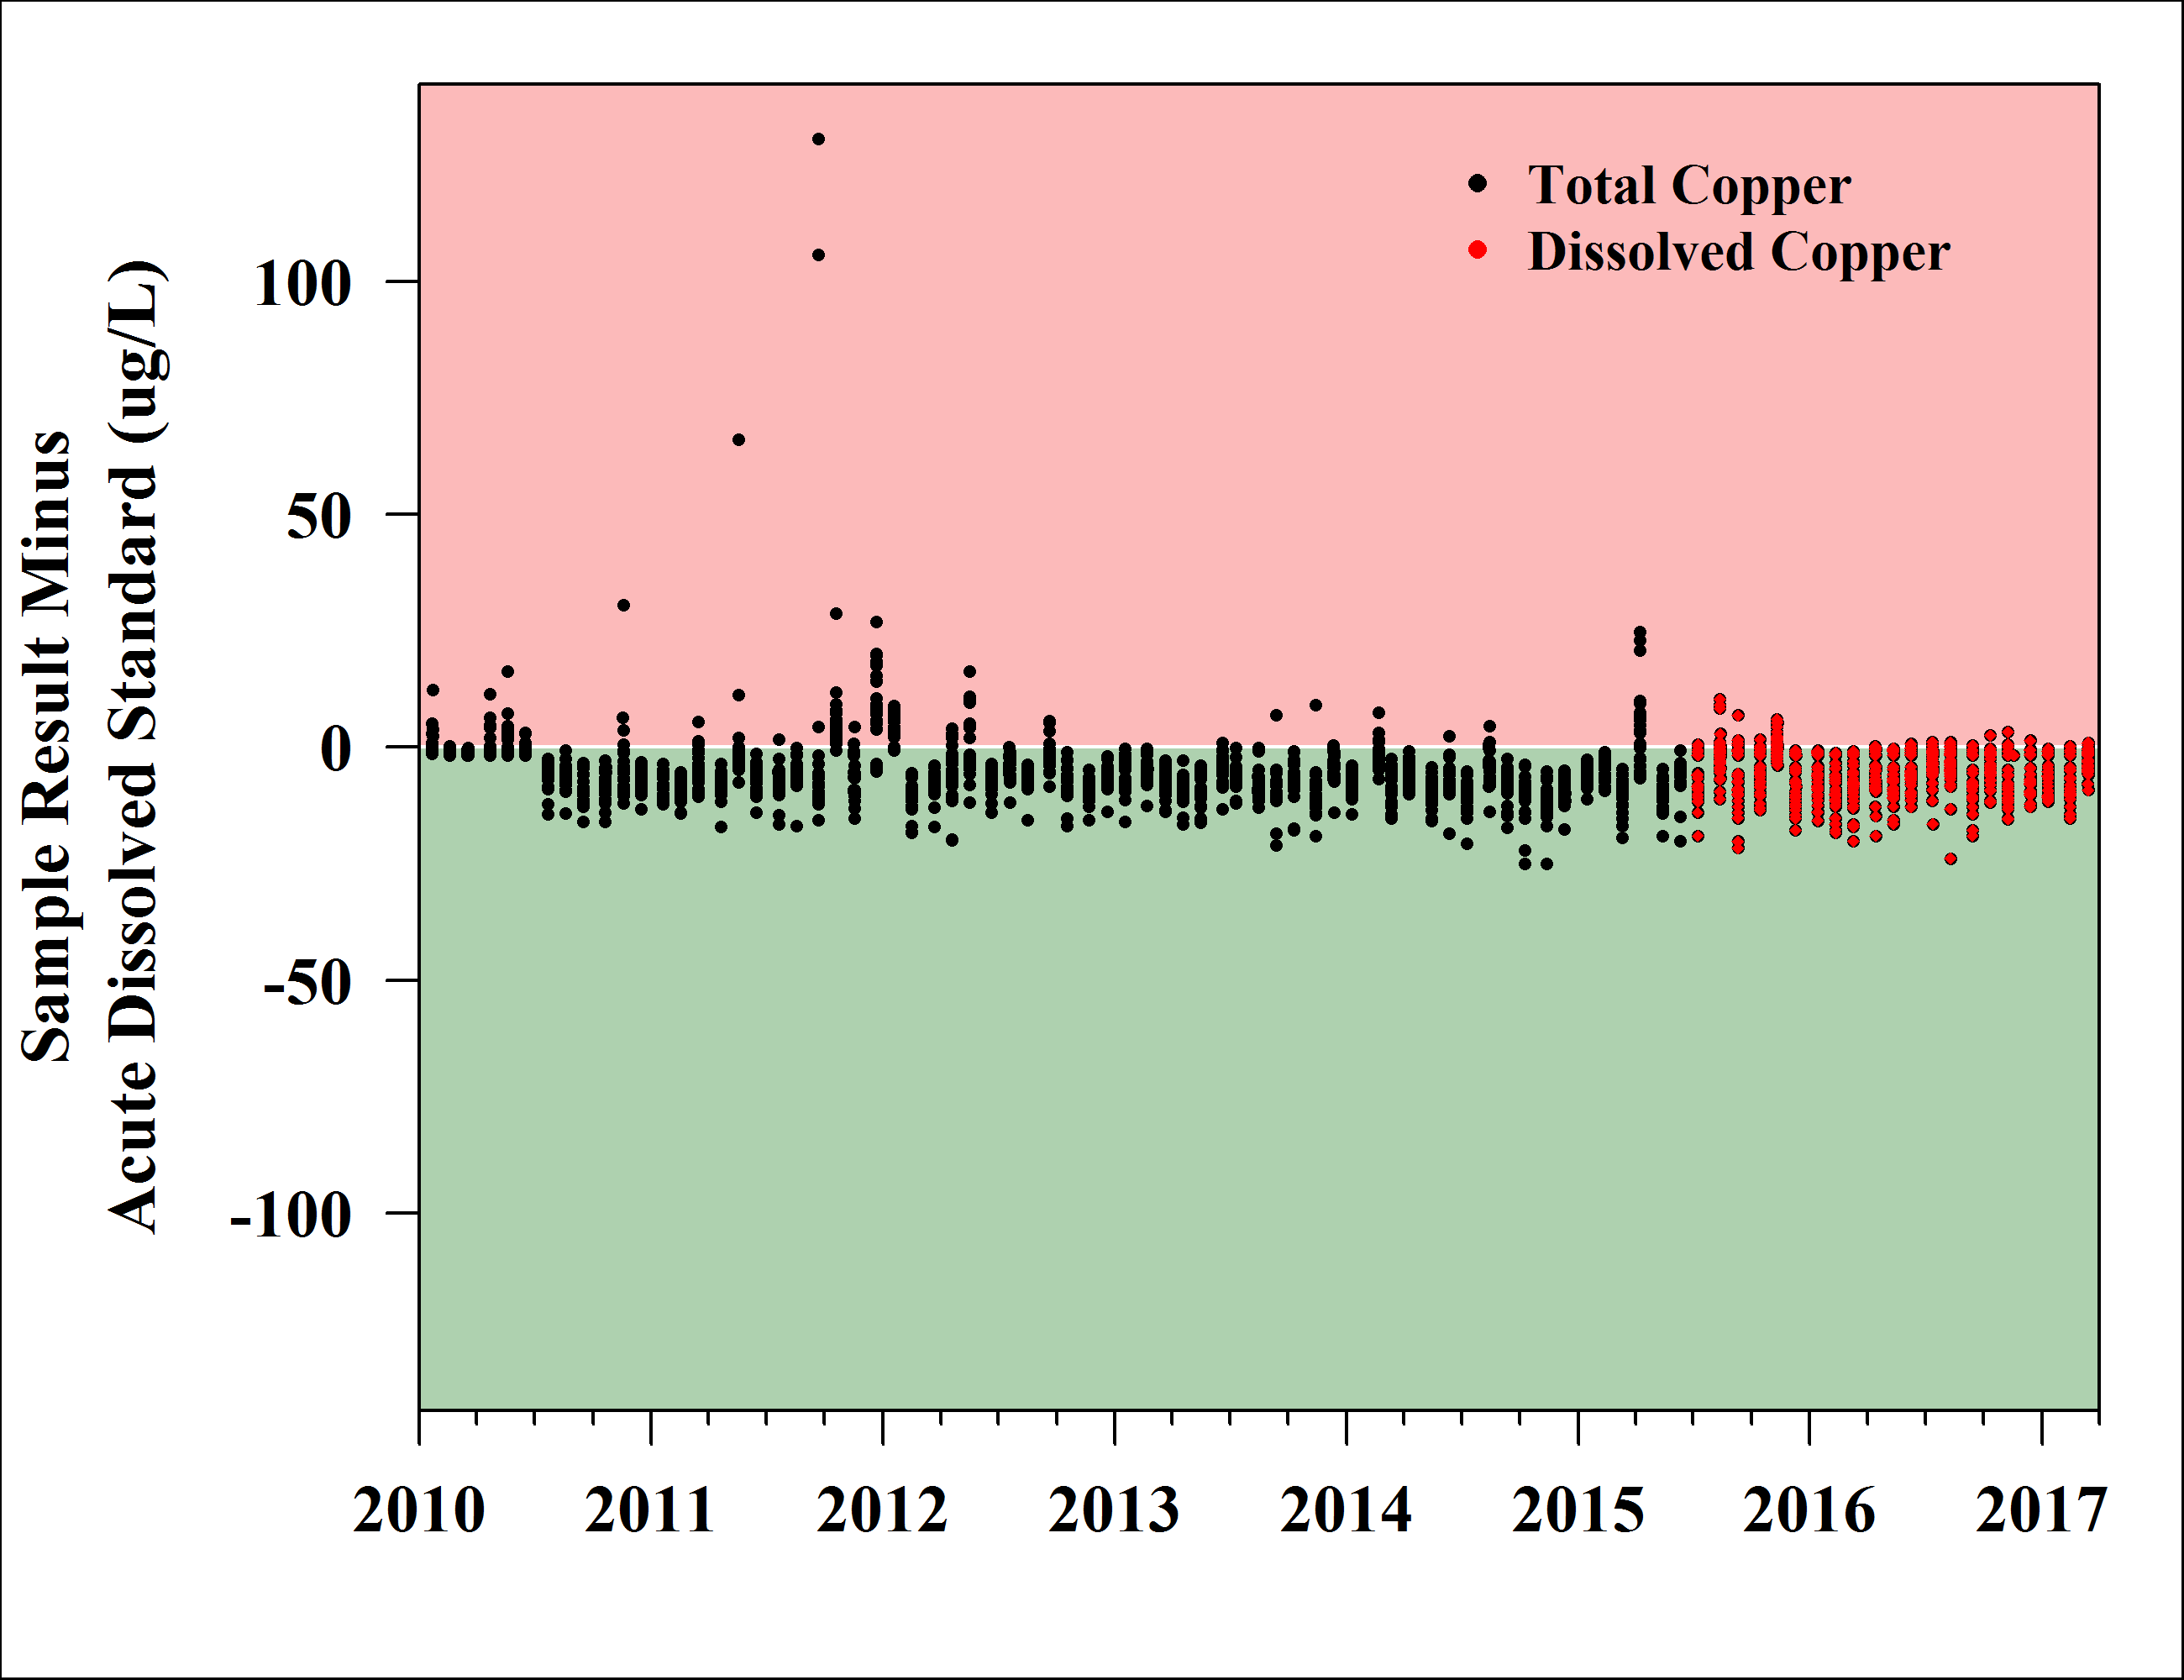 Sample Result Minus
Acute Dissolved Standard (ug/L)
100
50
0
-50
-100
Total Copper
Dissolved Copper
2010 2011 2012 2013 2014 2015 2016 2017